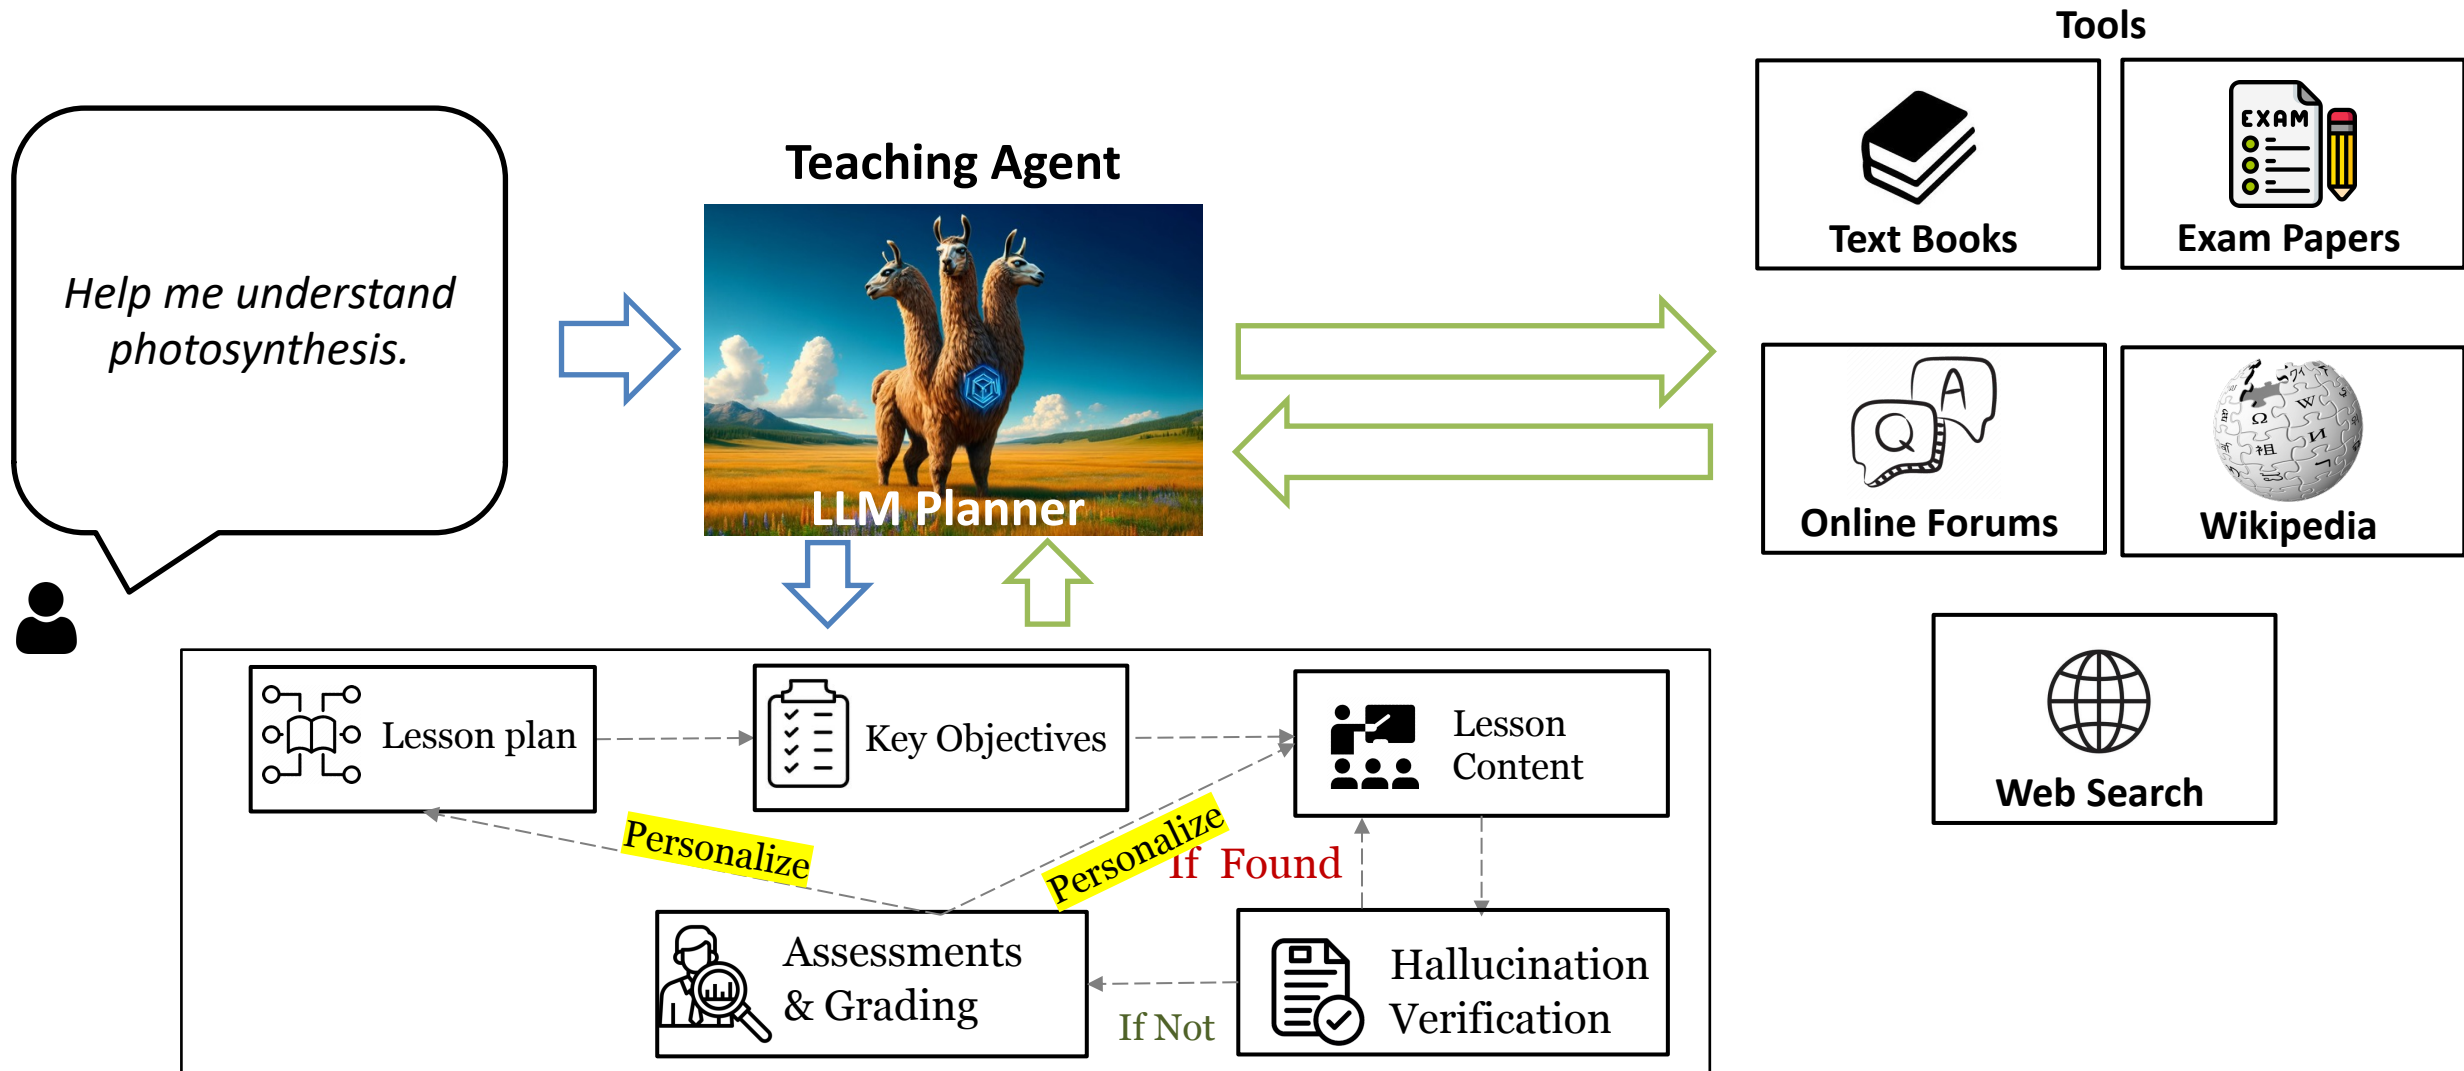 Tools
Help me understand
photosynthesis.
Teaching Agent
LLM Planner
EXAM
Text Books
Exam Papers
Q
A
Online Forums
Ω
W
И
祖
Wikipedia
Web Search
Lesson plan
Key Objectives
Lesson
Content
Personalize
Personalize
If Found
Assessments
& Grading
If Not
Hallucination
Verification